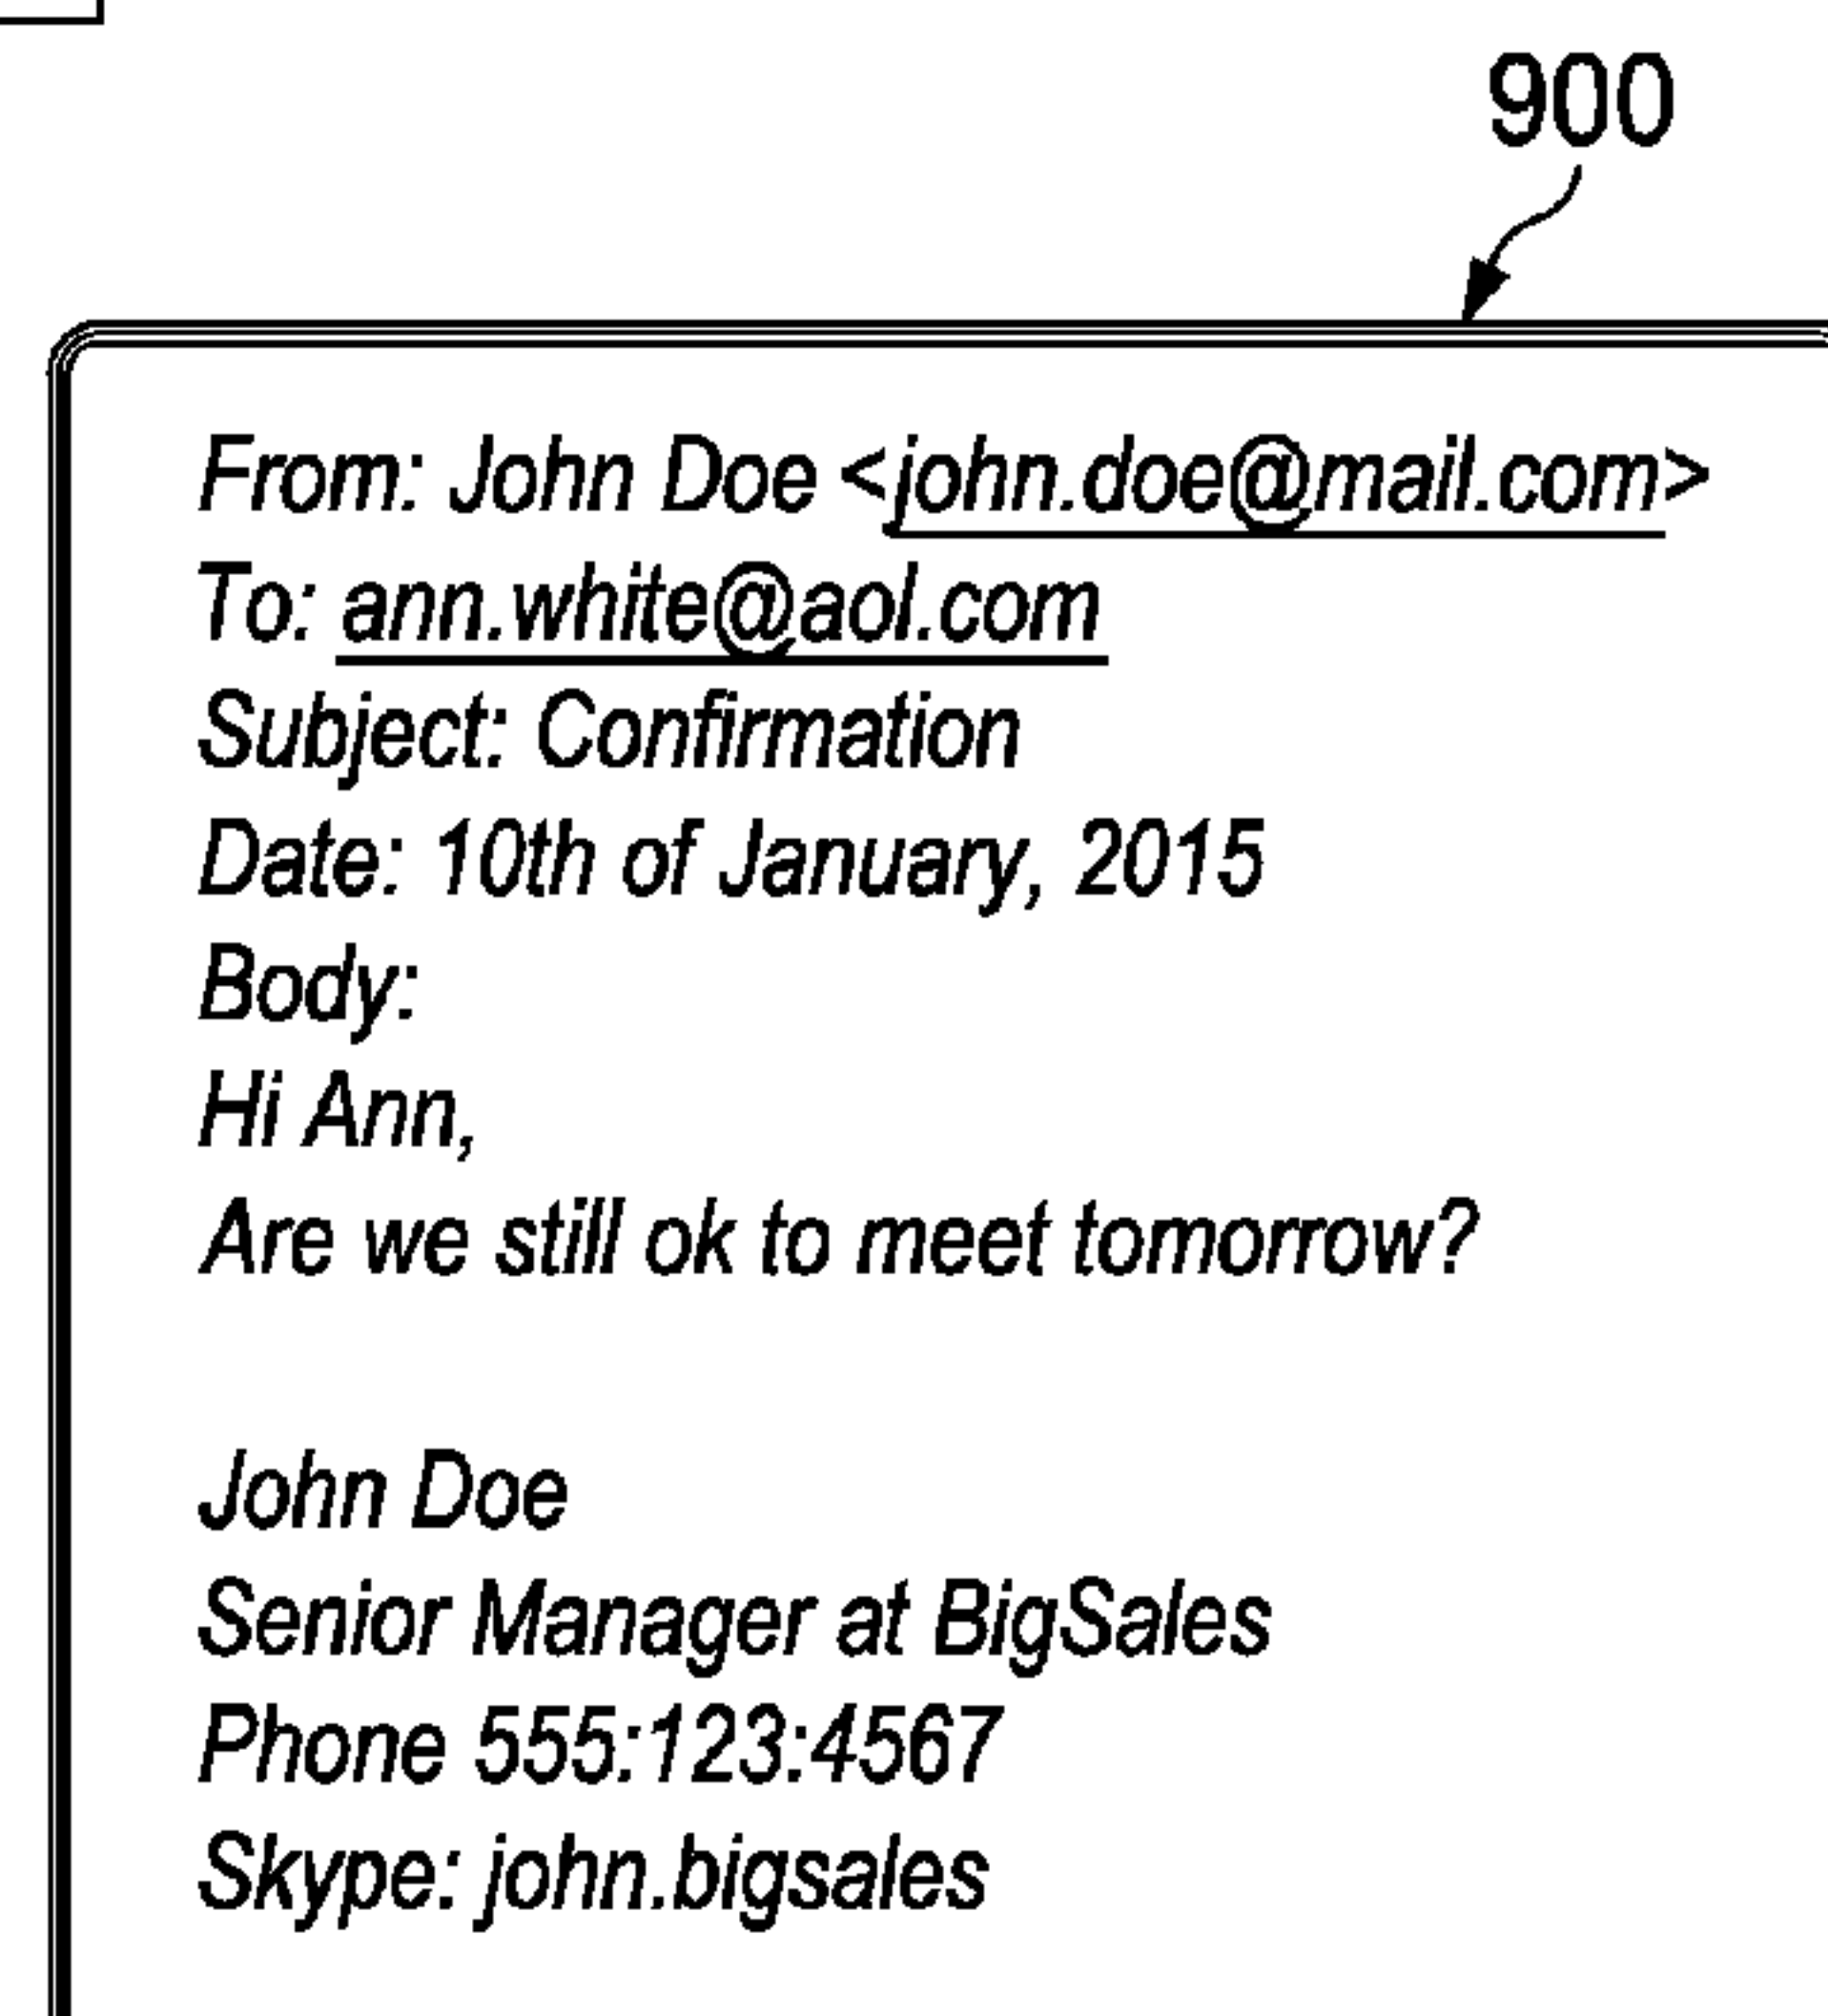 900
From: John Doe <john.doe@mail.com>
To: ann.white@aol.com
Subject: Confirmation
Date: 10th of January, 2015
Body:
Hi Ann,
Are we still ok to meet tomorrow?
John Doe
Senior Manager at BigSales
Phone 555:123:4567
Skype: john.bigsales